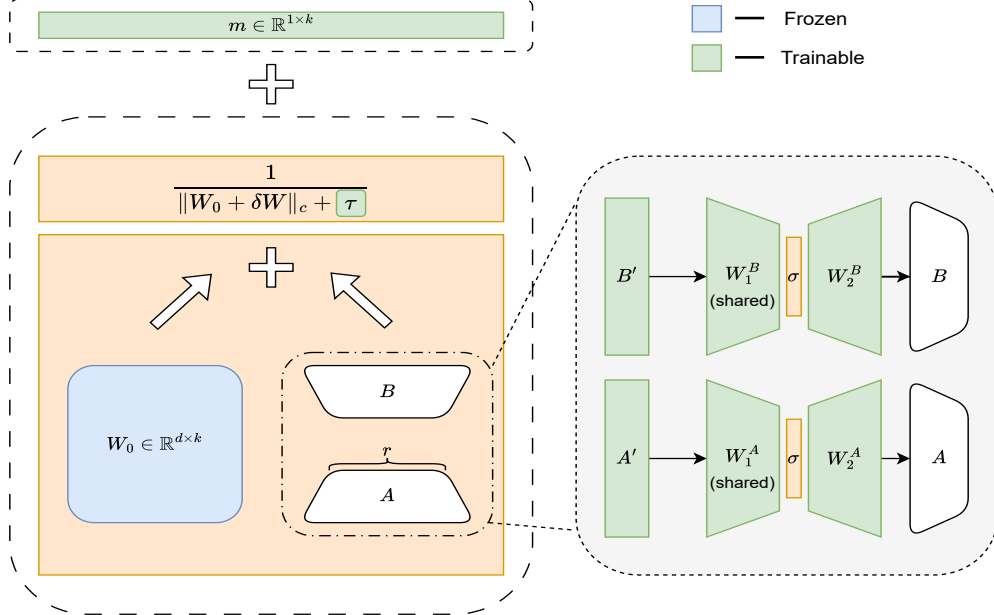 m ∈ ℝ^{1×k}
Frozen
Trainable
1
‖W_0 + δW‖_c + τ
W_0 ∈ ℝ^{d×k}
B
r
A
B′
W_1^B
(shared)
σ
W_2^B
B
A′
W_1^A
(shared)
σ
W_2^A
A